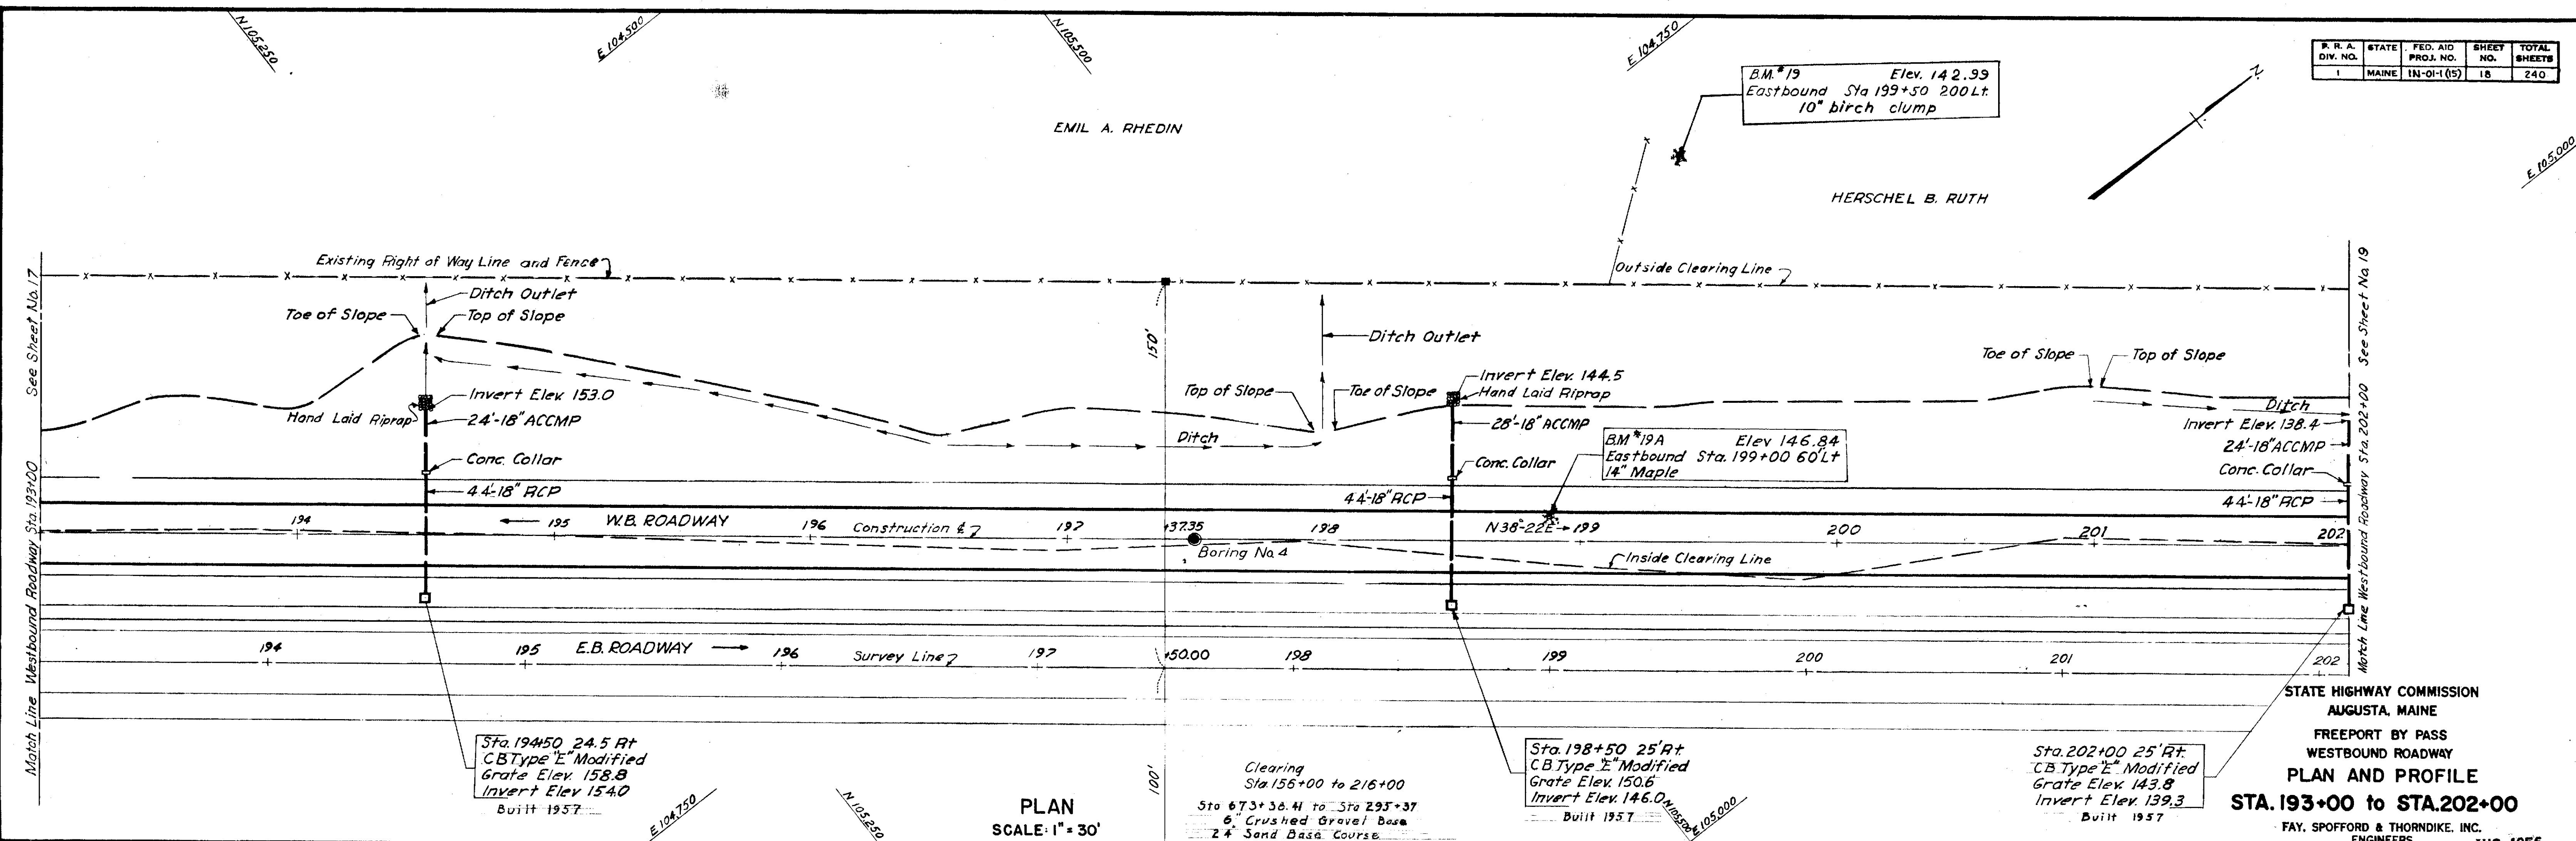 N 105,250
E 104,500
N 105,500
E 104,750
E 105,000
P. R. A. DIV. NO. STATE FED. AID PROJ. NO. SHEET NO. TOTAL SHEETS
1 MAINE IN-01-1 (15) 18 240
B.M. #19 Elev. 142.99
Eastbound Sta 199+50 200 Lt.
10" birch clump
EMIL A. RHEDIN
HERSCHEL B. RUTH
N
Existing Right of Way Line and Fence
Outside Clearing Line
See Sheet No. 17
Match Line Westbound Roadway Sta. 193+00
See Sheet No. 19
Match Line Westbound Roadway Sta. 202+00
Ditch Outlet
Toe of Slope
Top of Slope
150'
Ditch Outlet
Toe of Slope
Top of Slope
Invert Elev. 153.0
Hand Laid Riprap
24'-18" ACCMP
Top of Slope
Toe of Slope
Invert Elev. 144.5
Hand Laid Riprap
28'-18" ACCMP
Ditch
Ditch
Invert Elev. 138.4
24'-18" ACCMP
B.M #19A Elev 146.84
Eastbound Sta. 199+00 60' Lt
14" Maple
Conc. Collar
Conc. Collar
Conc. Collar
44'-18" RCP
44'-18" RCP
44'-18" RCP
194
195
W.B. ROADWAY
196
Construction ℄
197
+37.35
198
N38°-22'E
199
200
201
202
Boring No. 4
Inside Clearing Line
194
195
E.B. ROADWAY
196
Survey Line
197
+50.00
198
199
200
201
202
Sta. 194+50 24.5 Rt
CB Type "E" Modified
Grate Elev. 158.8
Invert Elev 154.0
Built 1957
E 104,750
N 105,250
PLAN
SCALE: 1" = 30'
100'
Clearing
Sta. 156+00 to 216+00
Sta 673+38.41 to Sta 295+37
6" Crushed Gravel Base
24" Sand Base Course
Sta. 198+50 25' Rt.
CB Type "E" Modified
Grate Elev. 150.6
Invert Elev. 146.0
Built 1957
N 105,500
E 105,000
Sta. 202+00 25' Rt.
CB Type "E" Modified
Grate Elev. 143.8
Invert Elev. 139.3
Built 1957
STATE HIGHWAY COMMISSION
AUGUSTA, MAINE
FREEPORT BY PASS
WESTBOUND ROADWAY
PLAN AND PROFILE
STA. 193+00 to STA. 202+00
FAY, SPOFFORD & THORNDIKE, INC.
ENGINEERS